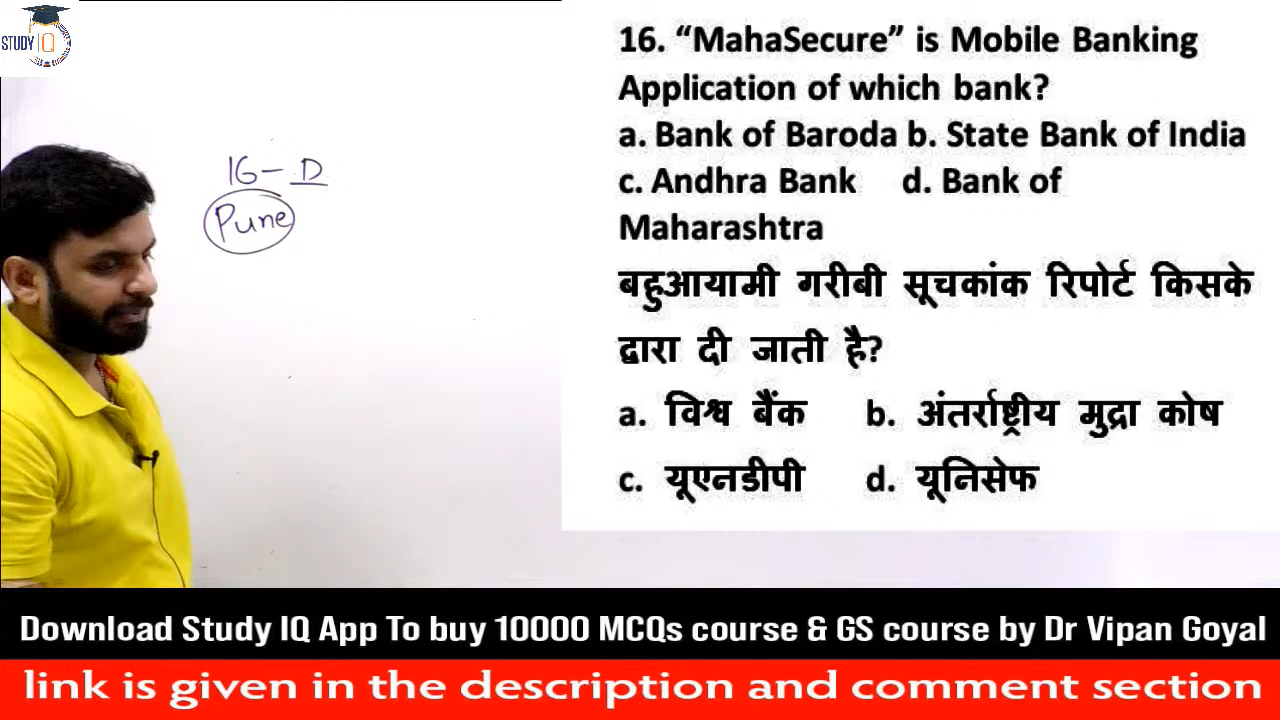 STUDY IQ
16 - D
Pune
16. “MahaSecure” is Mobile Banking
Application of which bank?
a. Bank of Baroda b. State Bank of India
c. Andhra Bank d. Bank of
Maharashtra
बहुआयामी गरीबी सूचकांक रिपोर्ट किसके
द्वारा दी जाती है?
a. विश्व बैंक b. अंतर्राष्ट्रीय मुद्रा कोष
c. यूएनडीपी d. यूनिसेफ
Download Study IQ App To buy 10000 MCQs course & GS course by Dr Vipan Goyal
link is given in the description and comment section